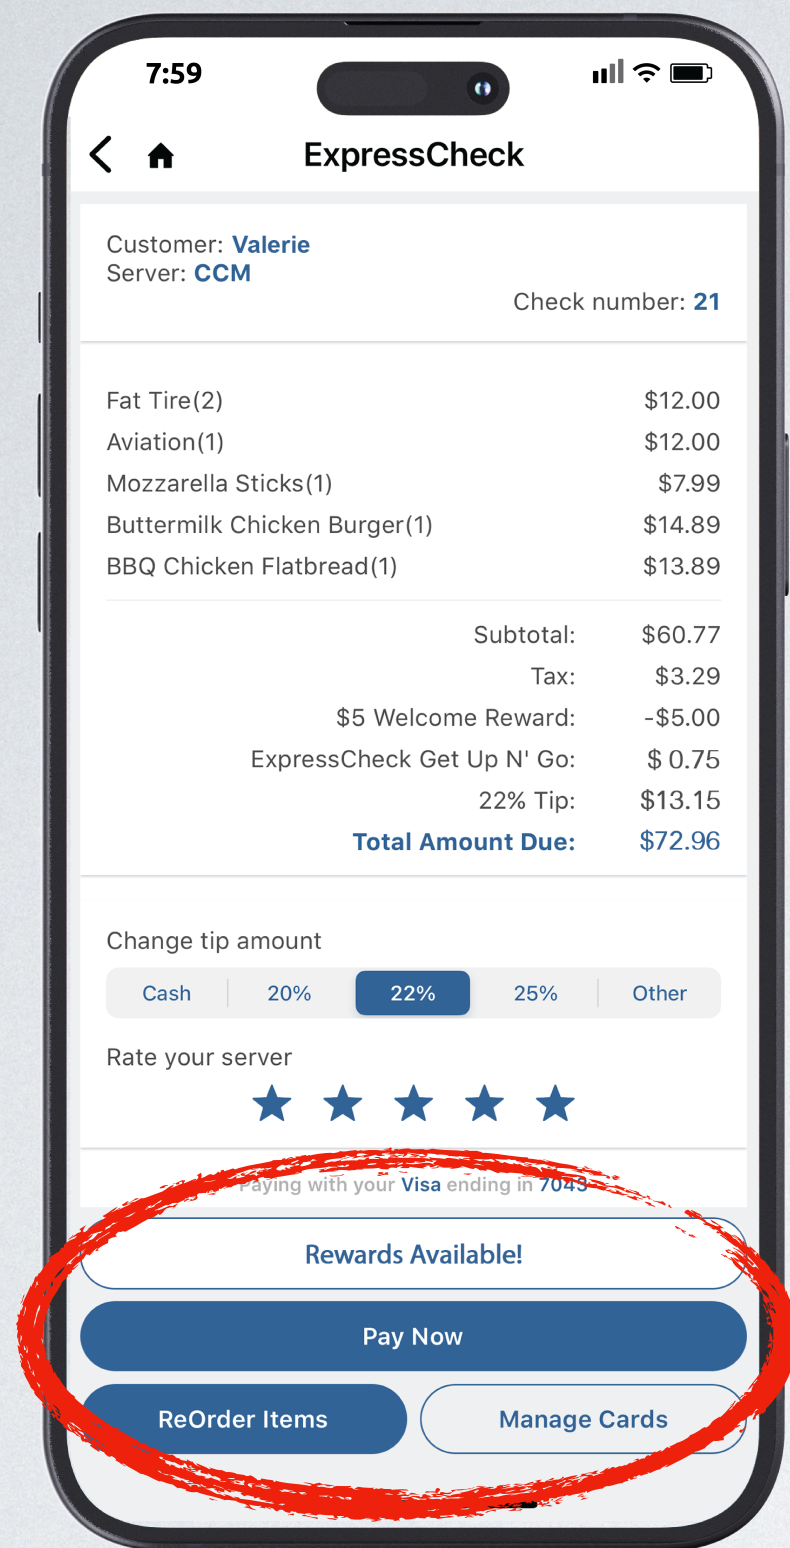 7:59
ExpressCheck
Customer: Valerie
Server: CCM
Check number: 21
Fat Tire(2) $12.00
Aviation(1) $12.00
Mozzarella Sticks(1) $7.99
Buttermilk Chicken Burger(1) $14.89
BBQ Chicken Flatbread(1) $13.89
Subtotal: $60.77
Tax: $3.29
$5 Welcome Reward: -$5.00
ExpressCheck Get Up N' Go: $ 0.75
22% Tip: $13.15
Total Amount Due: $72.96
Change tip amount
Cash 20% 22% 25% Other
Rate your server
Paying with your Visa ending in 7043
Rewards Available!
Pay Now
ReOrder Items Manage Cards